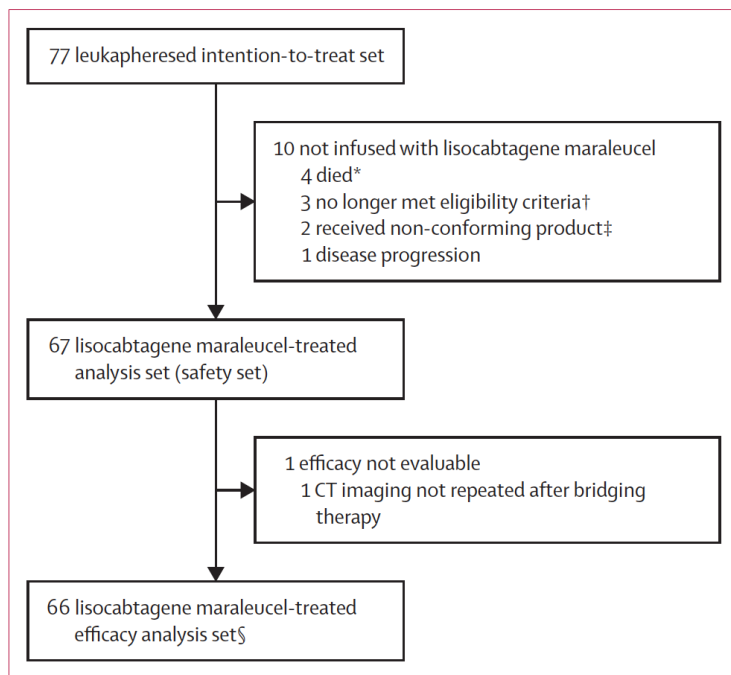 77 leukapheresed intention-to-treat set
10 not infused with lisocabtagene maraleucel
4 died*
3 no longer met eligibility criteria†
2 received non-conforming product‡
1 disease progression
67 lisocabtagene maraleucel-treated
analysis set (safety set)
1 efficacy not evaluable
1 CT imaging not repeated after bridging
therapy
66 lisocabtagene maraleucel-treated
efficacy analysis set§